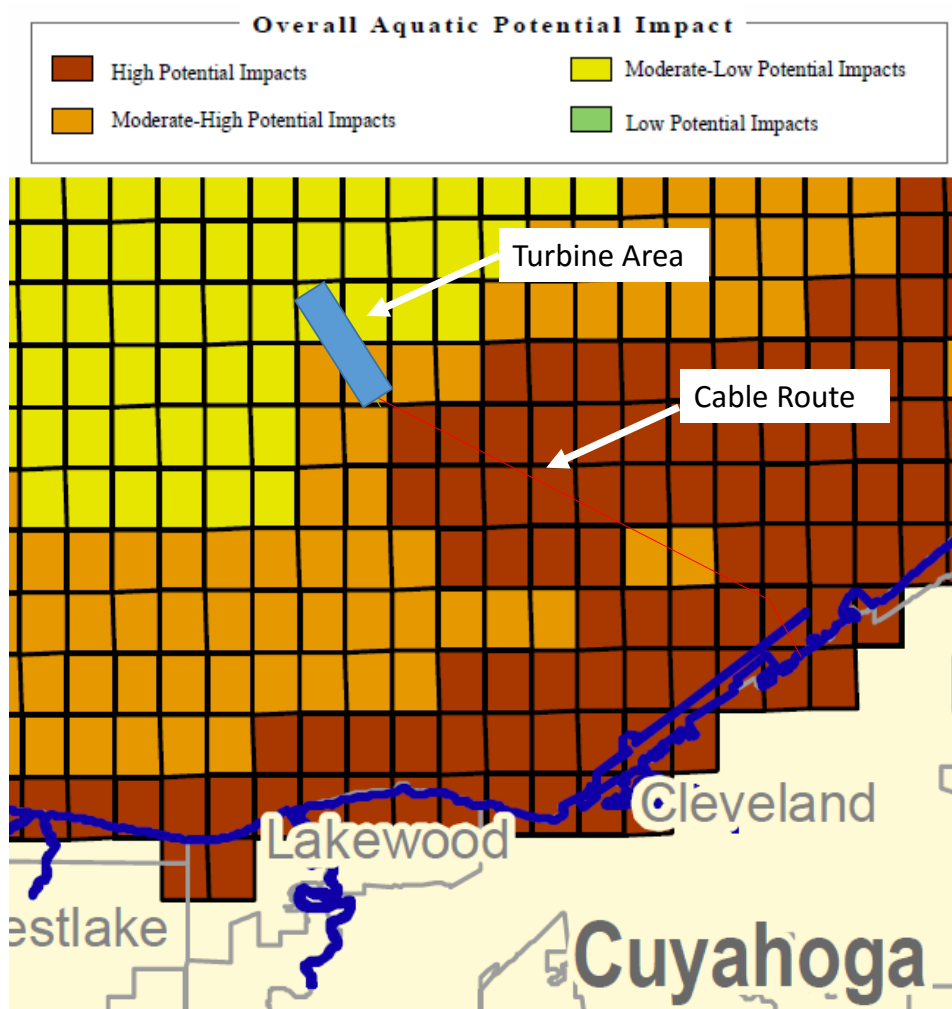 Overall Aquatic Potential Impact
High Potential Impacts
Moderate-Low Potential Impacts
Moderate-High Potential Impacts
Low Potential Impacts
Turbine Area
Cable Route
Cleveland
Lakewood
estlake
Cuyahoga